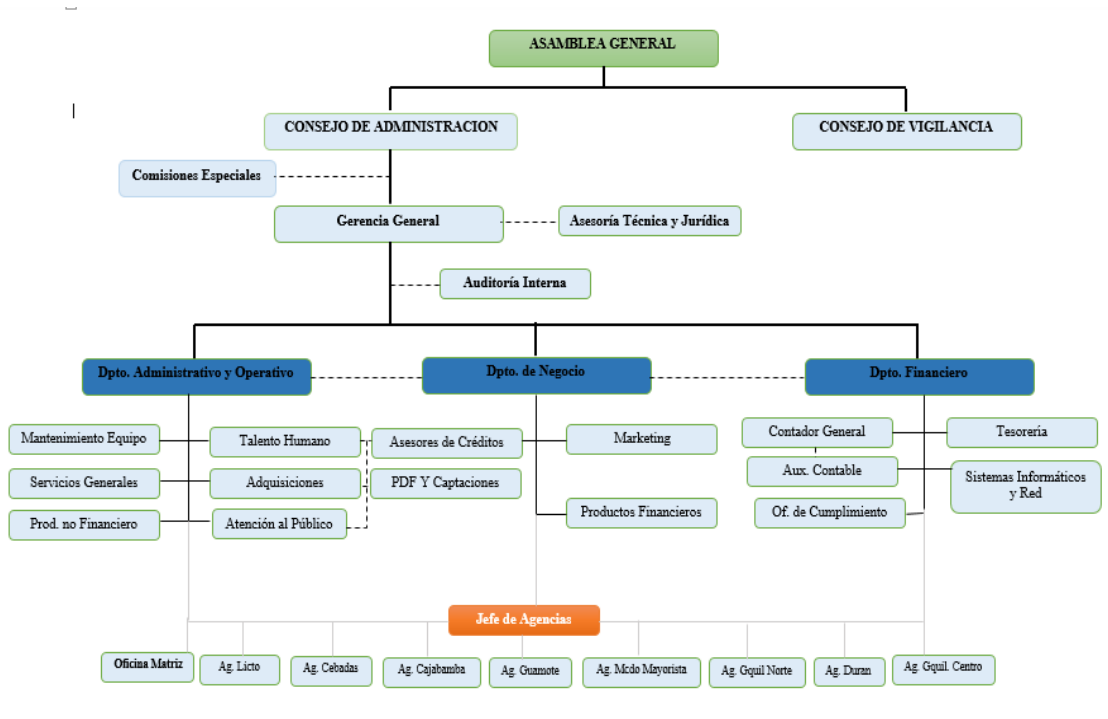 ASAMBLEA GENERAL
CONSEJO DE ADMINISTRACION
CONSEJO DE VIGILANCIA
Comisiones Especiales
Gerencia General
Asesoría Técnica y Jurídica
Auditoría Interna
Dpto. Administrativo y Operativo
Dpto. de Negocio
Dpto. Financiero
Mantenimiento Equipo
Talento Humano
Asesores de Créditos
Marketing
Contador General
Tesorería
Servicios Generales
Adquisiciones
PDF Y Captaciones
Aux. Contable
Sistemas Informáticos
y Red
Prod. no Financiero
Atención al Público
Productos Financieros
Of. de Cumplimiento
Jefe de Agencias
Oficina Matriz
Ag. Licto
Ag. Cebadas
Ag. Cajabamba
Ag. Guamote
Ag. Mcdo Mayorista
Ag. Gquil Norte
Ag. Duran
Ag. Gquil. Centro